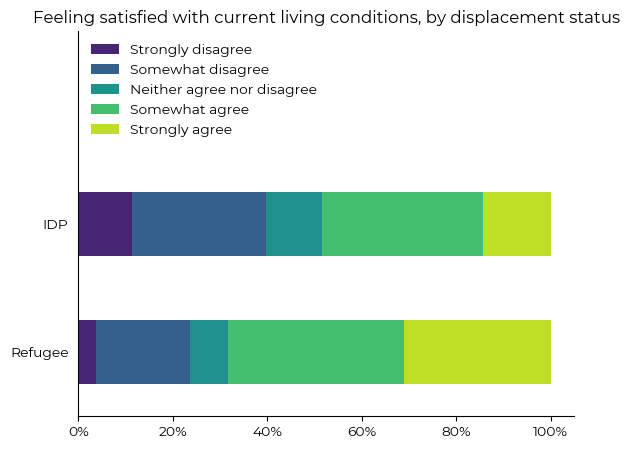 Feeling satisfied with current living conditions, by displacement status
Strongly disagree
Somewhat disagree
Neither agree nor disagree
Somewhat agree
Strongly agree
IDP
Refugee
0% 20% 40% 60% 80% 100%